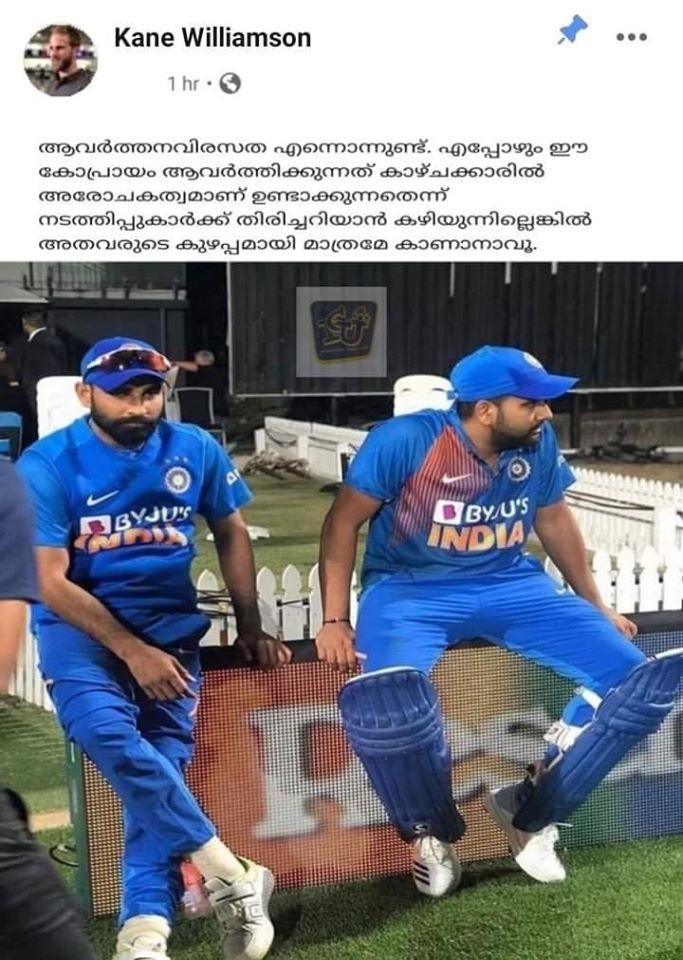 Kane Williamson
1 hr ·
ആവർത്തനവിരസത എന്നൊന്നുണ്ട്. എപ്പോഴും ഈ
കോപ്രായം ആവർത്തിക്കുന്നത് കാഴ്ചക്കാരിൽ
അരോചകത്വമാണ് ഉണ്ടാക്കുന്നതെന്ന്
നടത്തിപ്പുകാർക്ക് തിരിച്ചറിയാൻ കഴിയുന്നില്ലെങ്കിൽ
അതവരുടെ കുഴപ്പമായി മാത്രമേ കാണാനാവൂ.
BYJU'S
INDIA
BYJU'S
INDIA